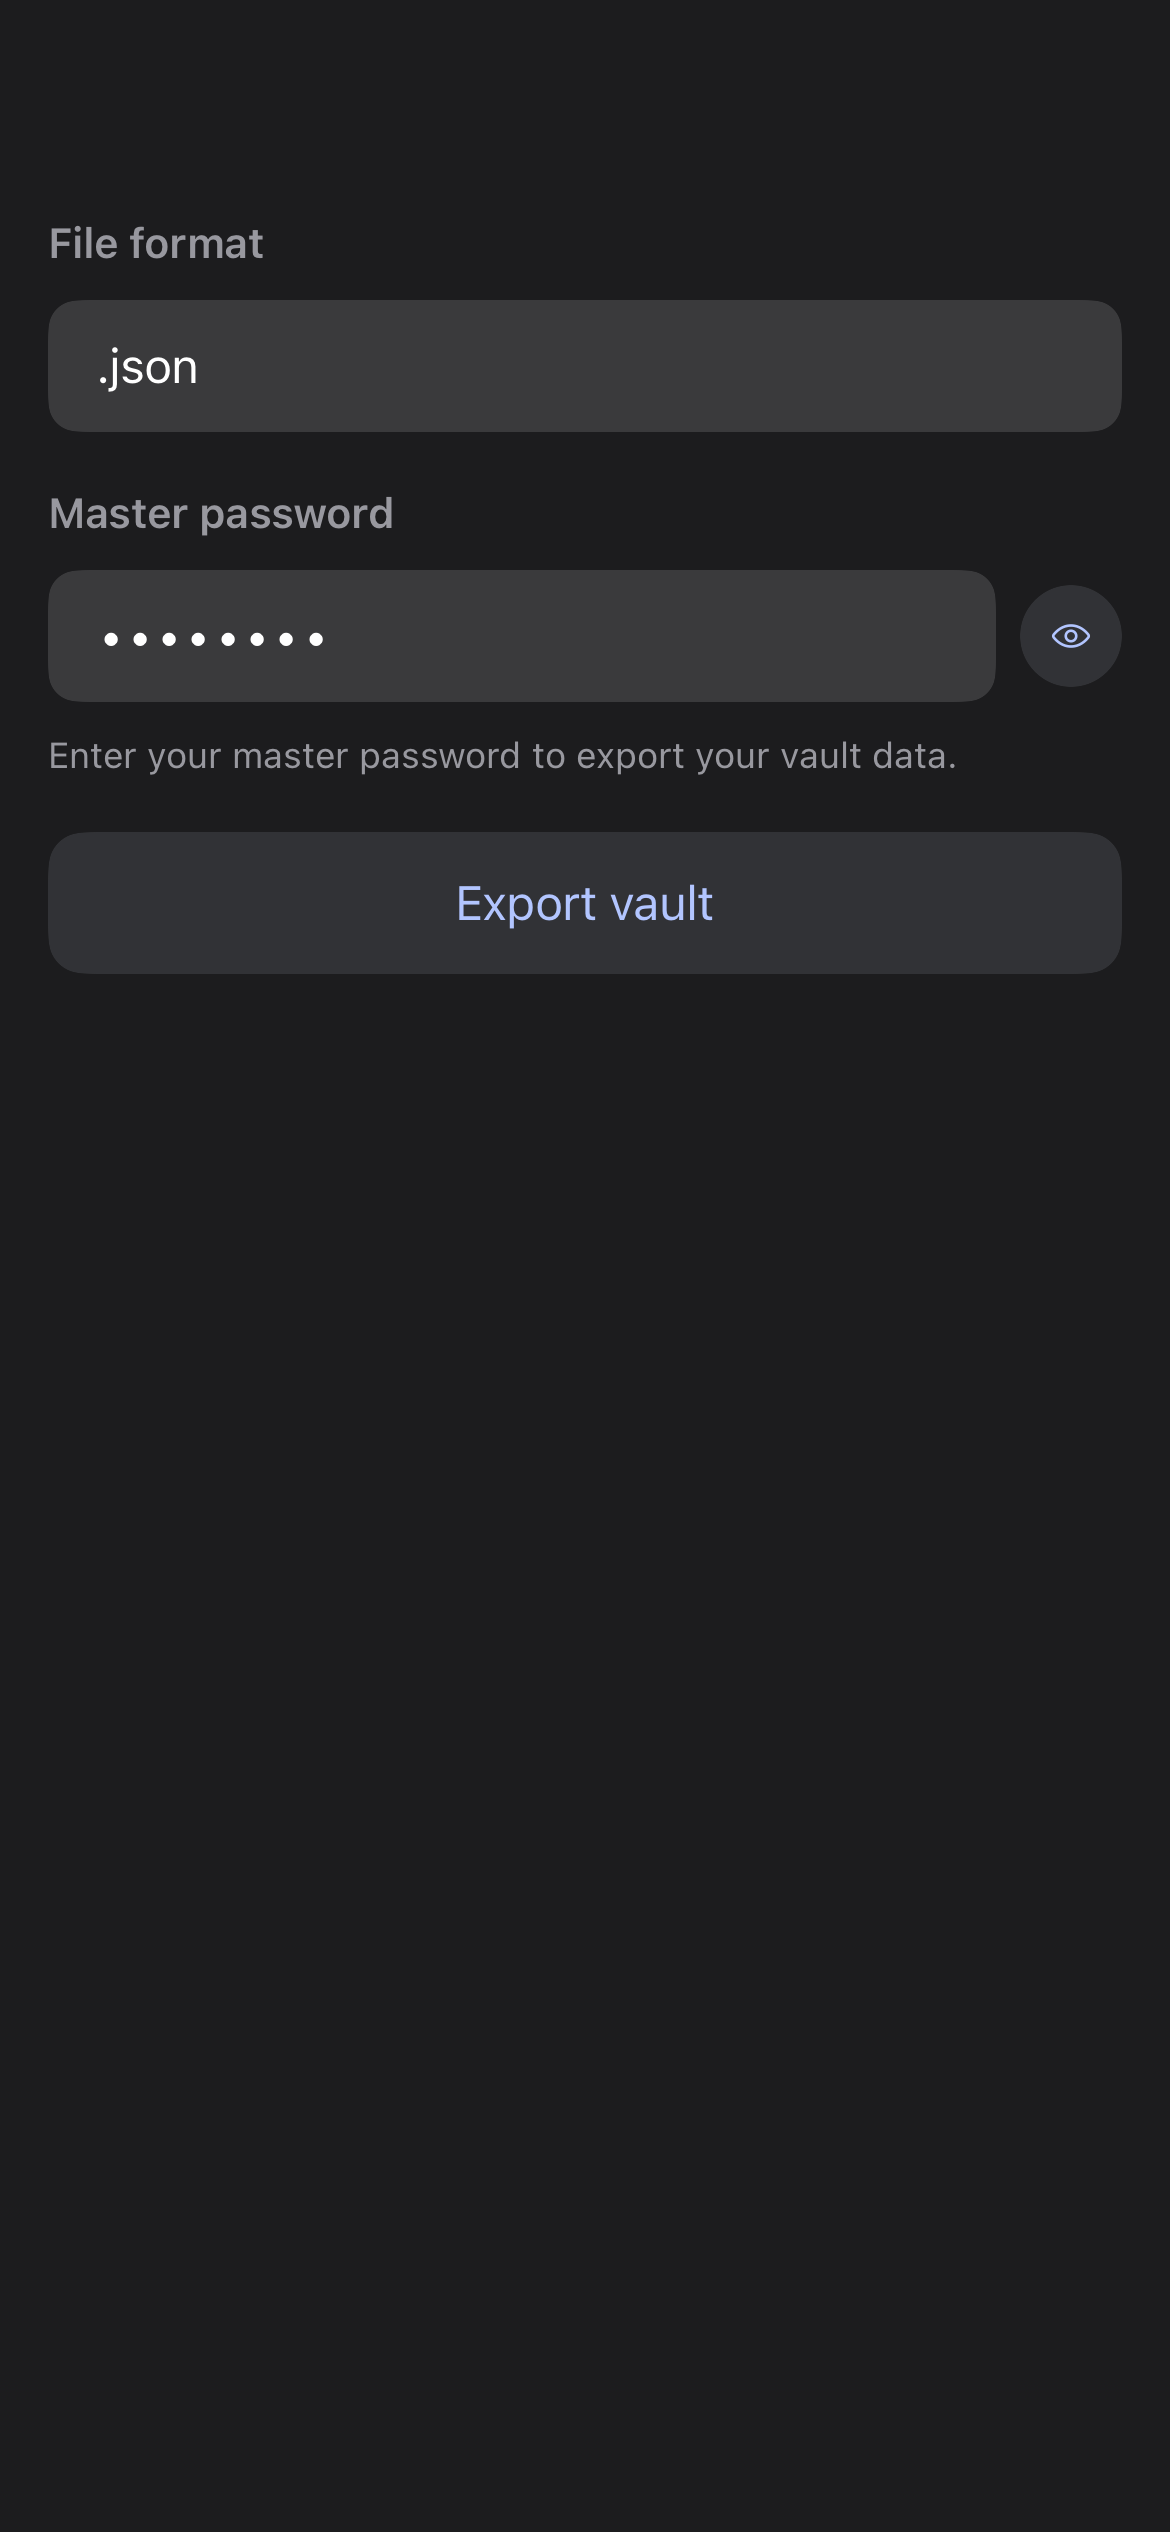 File format
.json
Master password
••••••••
Enter your master password to export your vault data.
Export vault